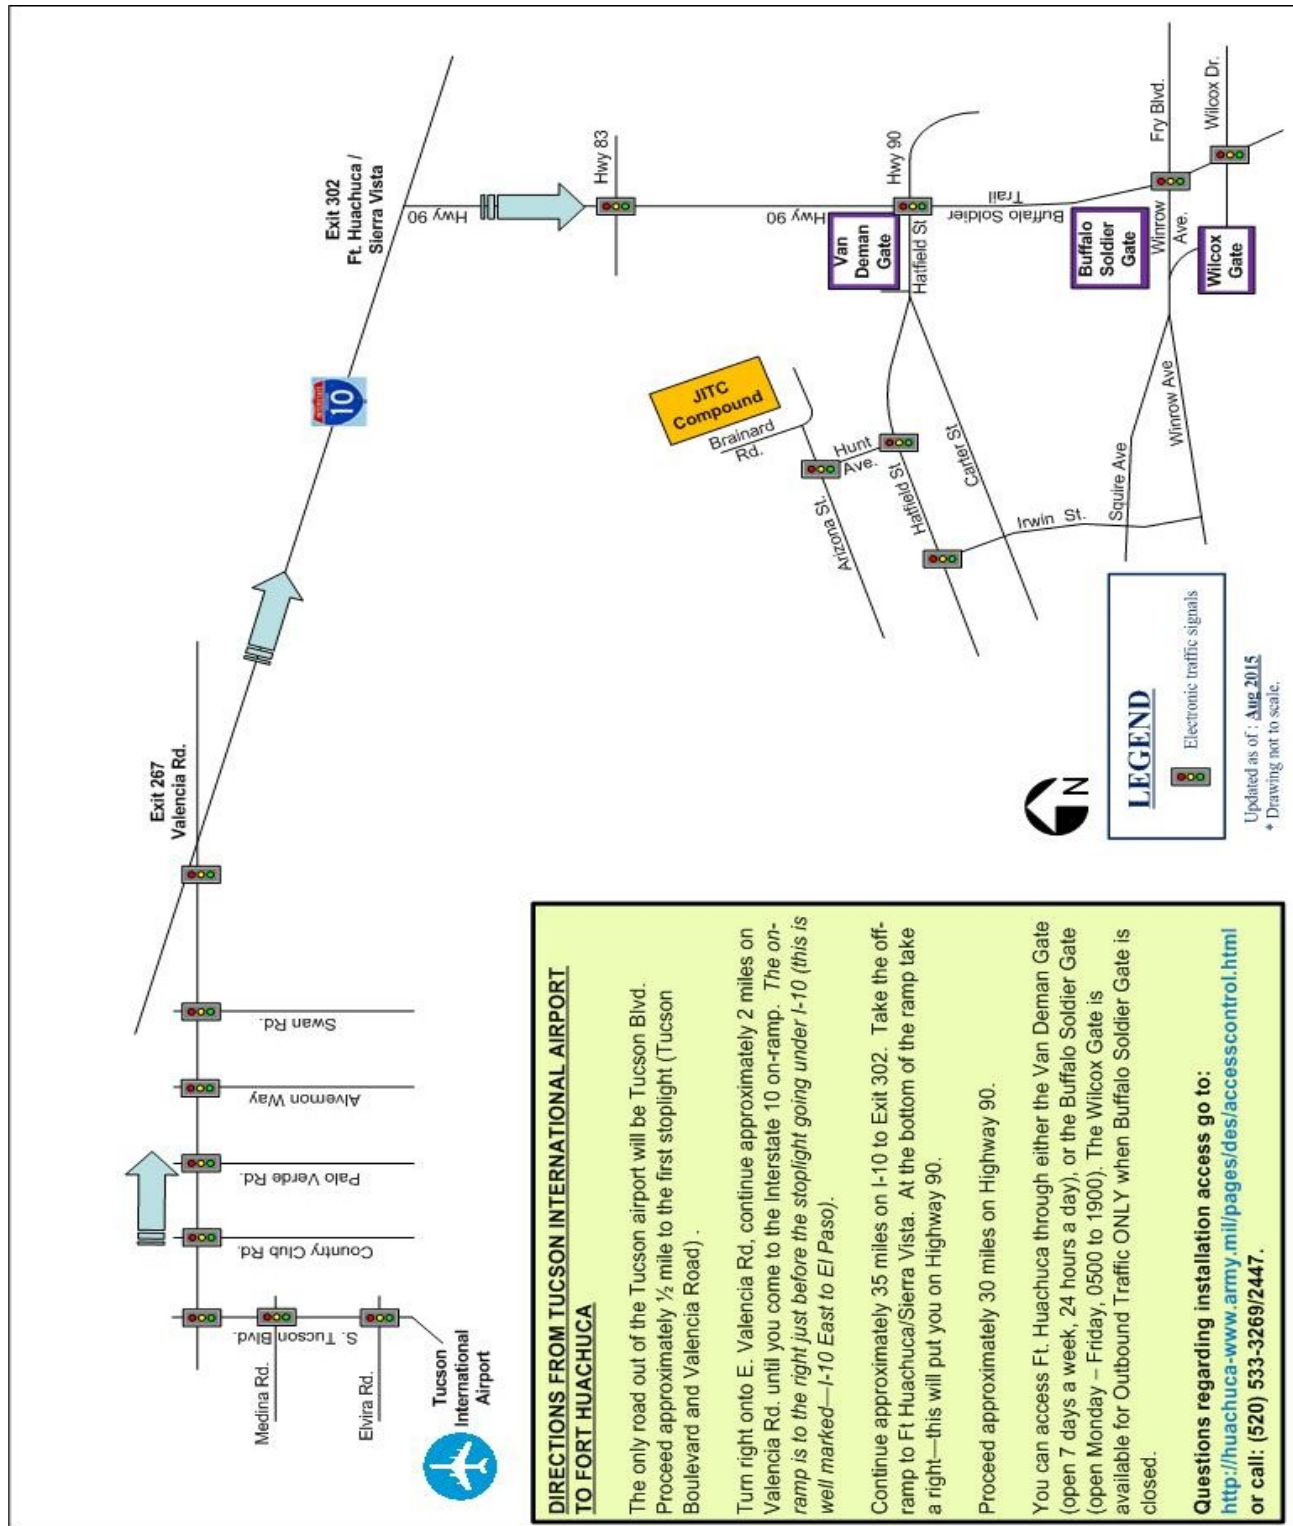 Exit 267
Valencia Rd.
Exit 302
Ft. Huachuca /
Sierra Vista
INTERSTATE
10
Swan Rd.
Alvernon Way
Palo Verde Rd.
Country Club Rd.
S. Tucson Blvd.
Medina Rd.
Elvira Rd.
Tucson
International
Airport
Hwy 90
Hwy 83
Hwy 90
Hwy 90
Van
Deman
Gate
Hatfield St
Buffalo Soldier
Trail
Buffalo
Soldier
Gate
Winrow
Ave.
Fry Blvd.
Wilcox Dr.
Wilcox
Gate
JITC
Compound
Brainard
Rd.
Hunt
Ave.
Arizona St.
Hatfield St
Carter St
Irwin St.
Squire Ave
Winrow Ave
DIRECTIONS FROM TUCSON INTERNATIONAL AIRPORT
TO FORT HUACHUCA
The only road out of the Tucson airport will be Tucson Blvd.
Proceed approximately ½ mile to the first stoplight (Tucson
Boulevard and Valencia Road) .
Turn right onto E. Valencia Rd, continue approximately 2 miles on
Valencia Rd. until you come to the Interstate 10 on-ramp. The on-
ramp is to the right just before the stoplight going under I-10 (this is
well marked—I-10 East to El Paso).
Continue approximately 35 miles on I-10 to Exit 302. Take the off-
ramp to Ft Huachuca/Sierra Vista. At the bottom of the ramp take
a right—this will put you on Highway 90.
Proceed approximately 30 miles on Highway 90.
You can access Ft. Huachuca through either the Van Deman Gate
(open 7 days a week, 24 hours a day), or the Buffalo Soldier Gate
(open Monday – Friday, 0500 to 1900). The Wilcox Gate is
available for Outbound Traffic ONLY when Buffalo Soldier Gate is
closed.
Questions regarding installation access go to:
http://huachuca-www.army.mil/pages/des/accesscontrol.html
or call: (520) 533-3269/2447.
N
LEGEND
Electronic traffic signals
Updated as of : Aug 2015
* Drawing not to scale.